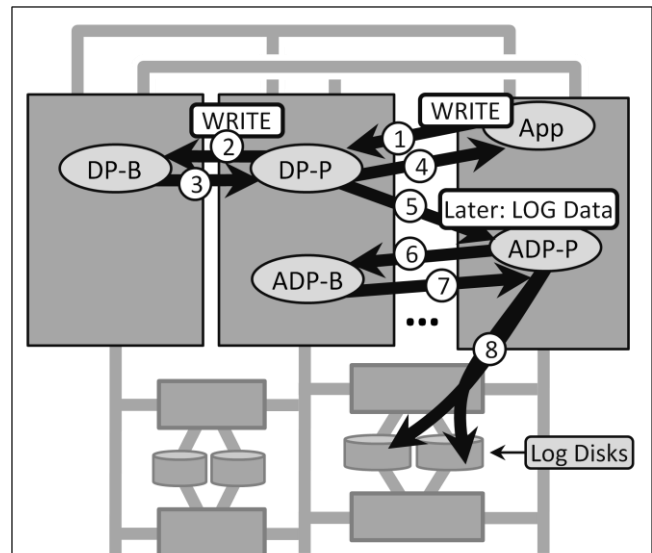 WRITE
App
WRITE
1
2
DP-B
DP-P
4
3
5
Later: LOG Data
6
ADP-P
ADP-B
7
...
8
Log Disks